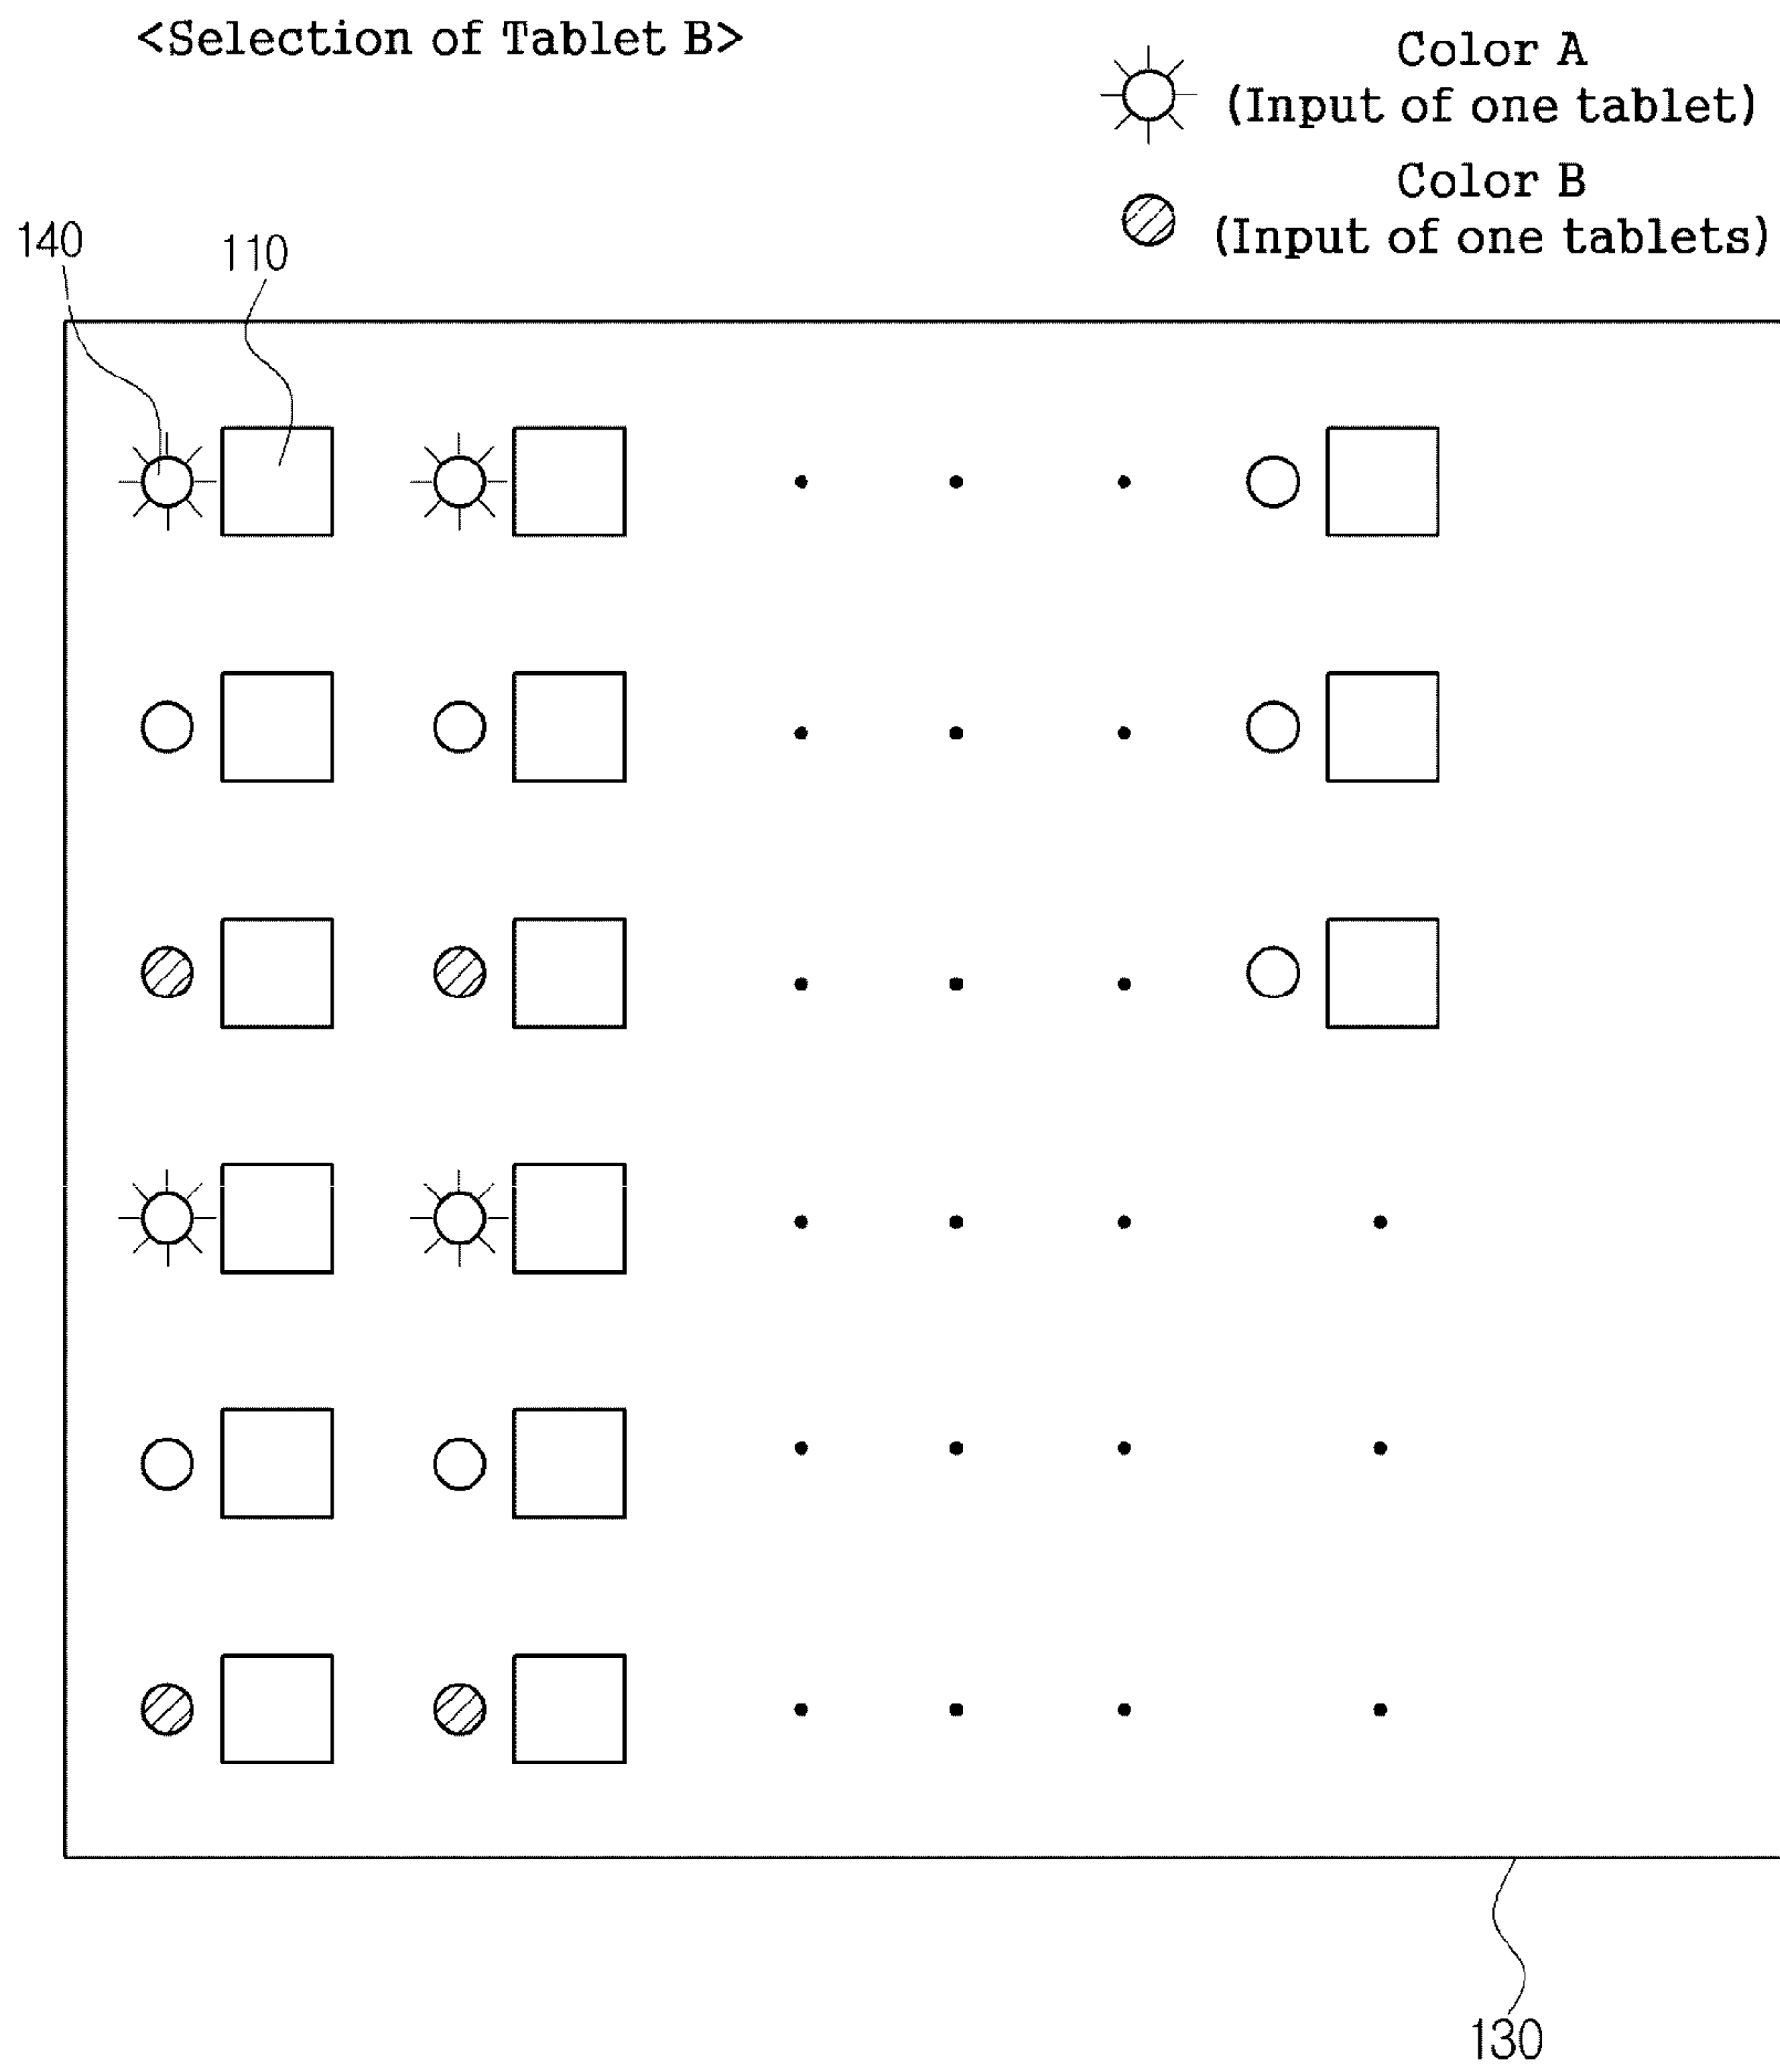 <Selection of Tablet B>
Color A
(Input of one tablet)
Color B
(Input of one tablets)
140
110
130